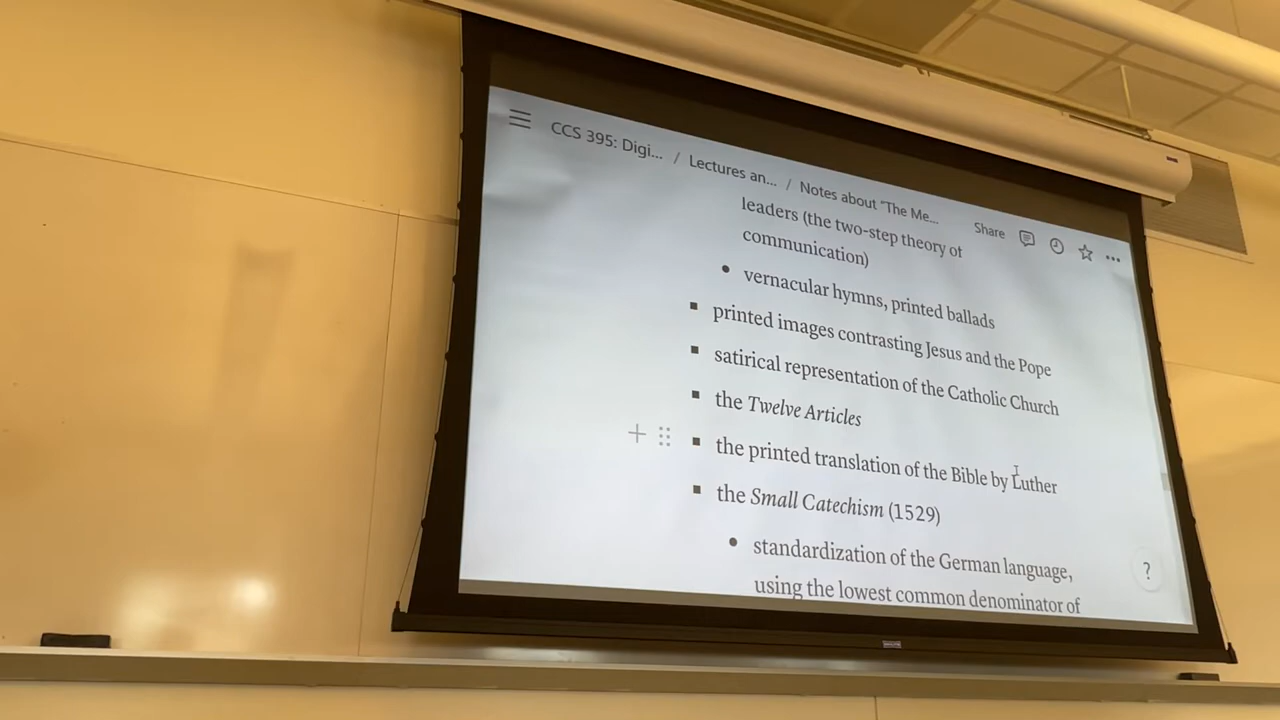 CCS 395: Digi... / Lectures an... / Notes about "The Me...
Share
leaders (the two-step theory of
communication)
• vernacular hymns, printed ballads
▪ printed images contrasting Jesus and the Pope
▪ satirical representation of the Catholic Church
▪ the Twelve Articles
▪ the printed translation of the Bible by Luther
▪ the Small Catechism (1529)
• standardization of the German language,
using the lowest common denominator of
?